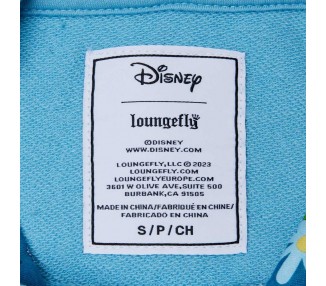 Disney
loungefly
©DISNEY
WWW.DISNEY.COM
LOUNGEFLY,LLC © 2023
LOUNGEFLY.COM
LOUNGEFLYEUROPE.COM
3601 W OLIVE AVE, SUITE 500
BURBANK, CA 91505
MADE IN CHINA/FABRIQUÉ EN CHINE/
FABRICADO EN CHINA
S/P/CH